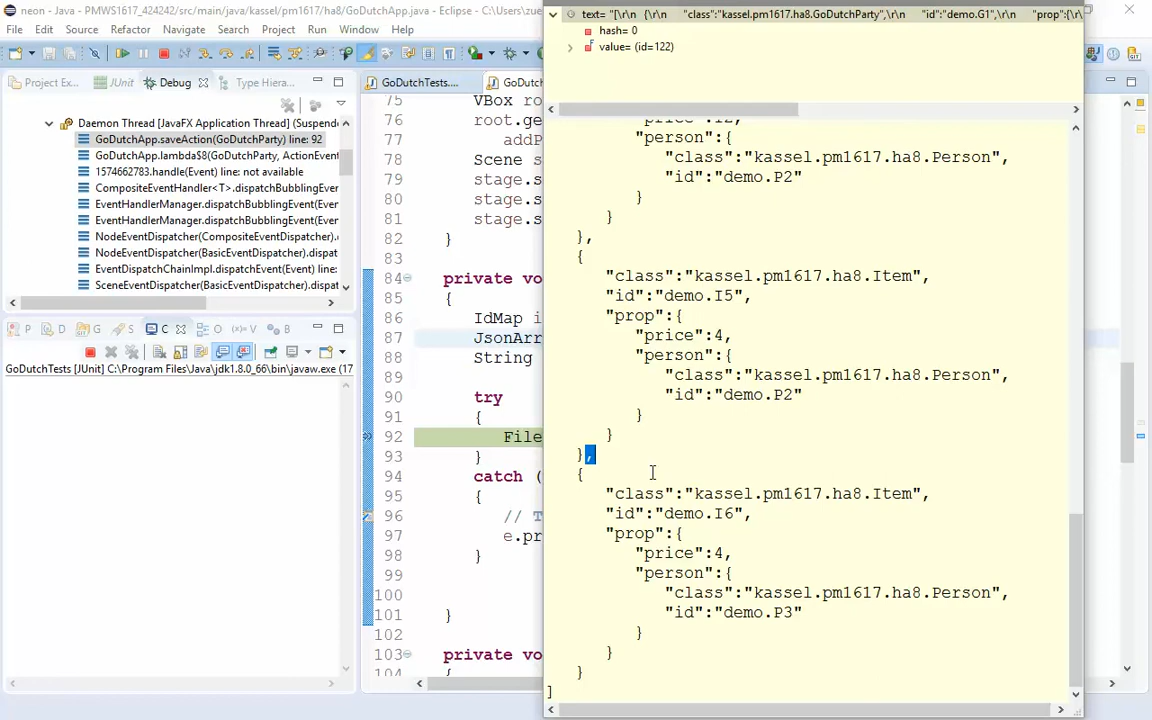 neon - Java - PMWS1617_424242/src/main/java/kassel/pm1617/ha8/GoDutchApp.java - Eclipse - C:\Users\zue
File Edit Source Refactor Navigate Search Project Run Window Help
Project Ex... JUnit Debug Type Hiera...
Daemon Thread [JavaFX Application Thread] (Suspende
GoDutchApp.saveAction(GoDutchParty) line: 92
GoDutchApp.lambda$8(GoDutchParty, ActionEvent
1574662783.handle(Event) line: not available
CompositeEventHandler<T>.dispatchBubblingEvent(
EventHandlerManager.dispatchBubblingEvent(Event
EventHandlerManager.dispatchBubblingEvent(Event
NodeEventDispatcher(CompositeEventDispatcher).
NodeEventDispatcher(BasicEventDispatcher).dispat
EventDispatchChainImpl.dispatchEvent(Event) line:
SceneEventDispatcher(BasicEventDispatcher).dispat
P D G S C O (x)= V B
GoDutchTests [JUnit] C:\Program Files\Java\jdk1.8.0_66\bin\javaw.exe (17
GoDutchTests.... GoDutch
75 VBox ro
76 root.ge
77 addP
78 Scene s
79 stage.s
80 stage.s
81 stage.s
82 }
83
84 private vo
85 {
86 IdMap i
87 JsonArr
88 String
89
90 try
91 {
92 File
93 }
94 catch (
95 {
96 // T
97 e.pr
98 }
99
100
101 }
102
103 private vo
104 {
text= "[\r\n {\r\n "class":"kassel.pm1617.ha8.GoDutchParty",\r\n "id":"demo.G1",\r\n "prop":{\r
hash= 0
value= (id=122)
"price":12,
"person":{
"class":"kassel.pm1617.ha8.Person",
"id":"demo.P2"
}
}
},
{
"class":"kassel.pm1617.ha8.Item",
"id":"demo.I5",
"prop":{
"price":4,
"person":{
"class":"kassel.pm1617.ha8.Person",
"id":"demo.P2"
}
}
},
{
"class":"kassel.pm1617.ha8.Item",
"id":"demo.I6",
"prop":{
"price":4,
"person":{
"class":"kassel.pm1617.ha8.Person",
"id":"demo.P3"
}
}
}
]